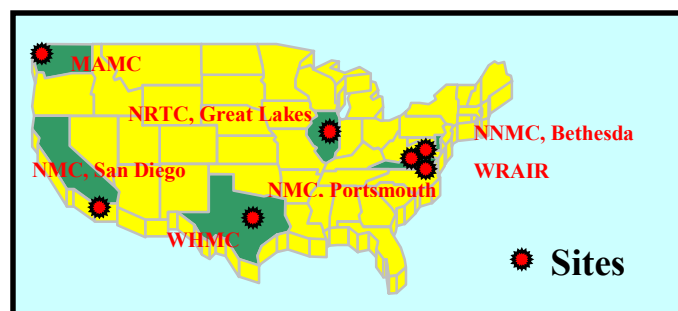 MAMC
NRTC, Great Lakes
NNMC, Bethesda
NMC, San Diego
NMC. Portsmouth
WRAIR
WHMC
Sites